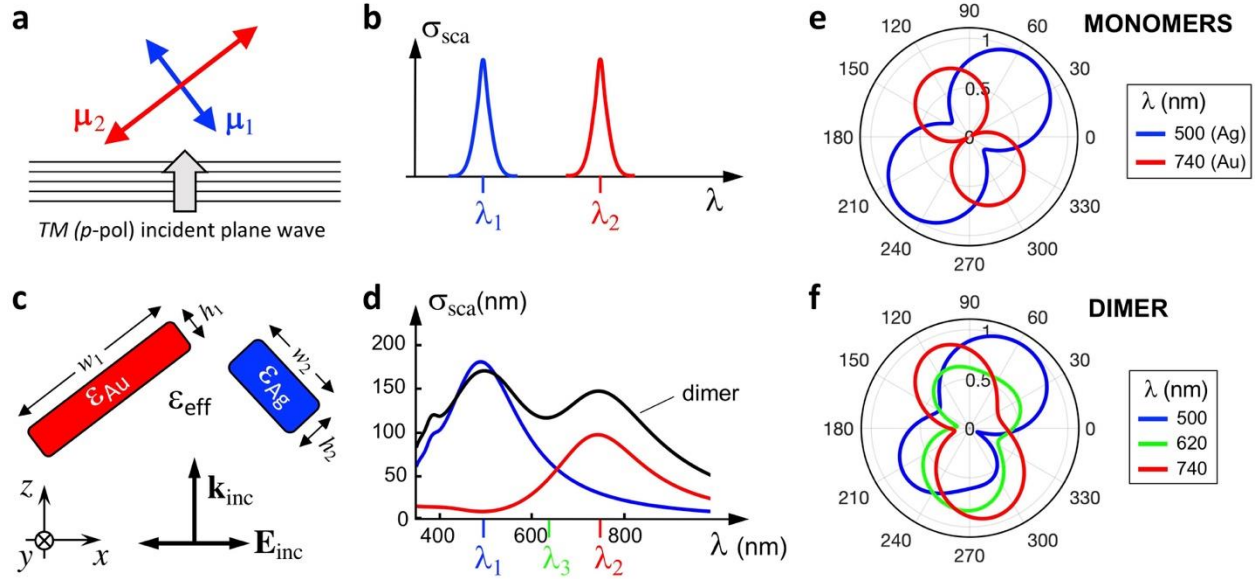 a
μ2
μ1
TM (p-pol) incident plane wave
b
σsca
λ1
λ2
λ
c
w1
h1
εAu
εeff
w2
εAg
h2
z
y
x
kinc
Einc
d
σsca(nm)
200
150
100
50
0
dimer
400
600
800
λ (nm)
λ1
λ3
λ2
e
MONOMERS
90
120
60
150
30
180
0
210
330
240
300
270
1
0.5
0
λ (nm)
500 (Ag)
740 (Au)
f
DIMER
90
120
60
150
30
180
0
210
330
240
300
270
1
0.5
0
λ (nm)
500
620
740